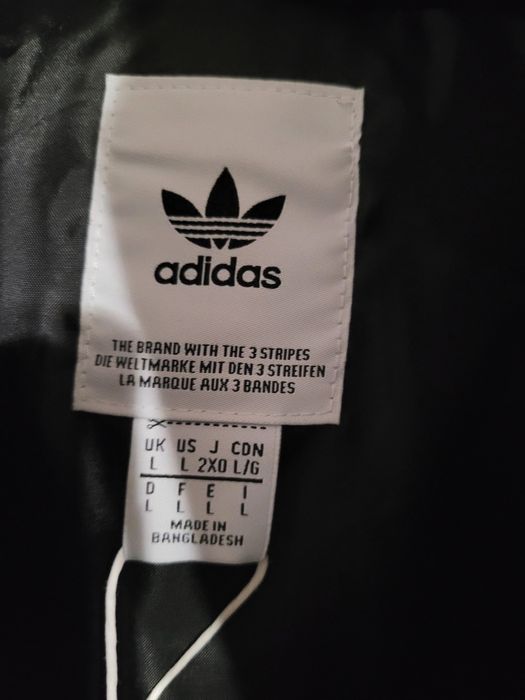 adidas
THE BRAND WITH THE 3 STRIPES
DIE WELTMARKE MIT DEN 3 STREIFEN
LA MARQUE AUX 3 BANDES
UK US J CDN
L L 2XO L/G
D F E I
L L L L
MADE IN
BANGLADESH